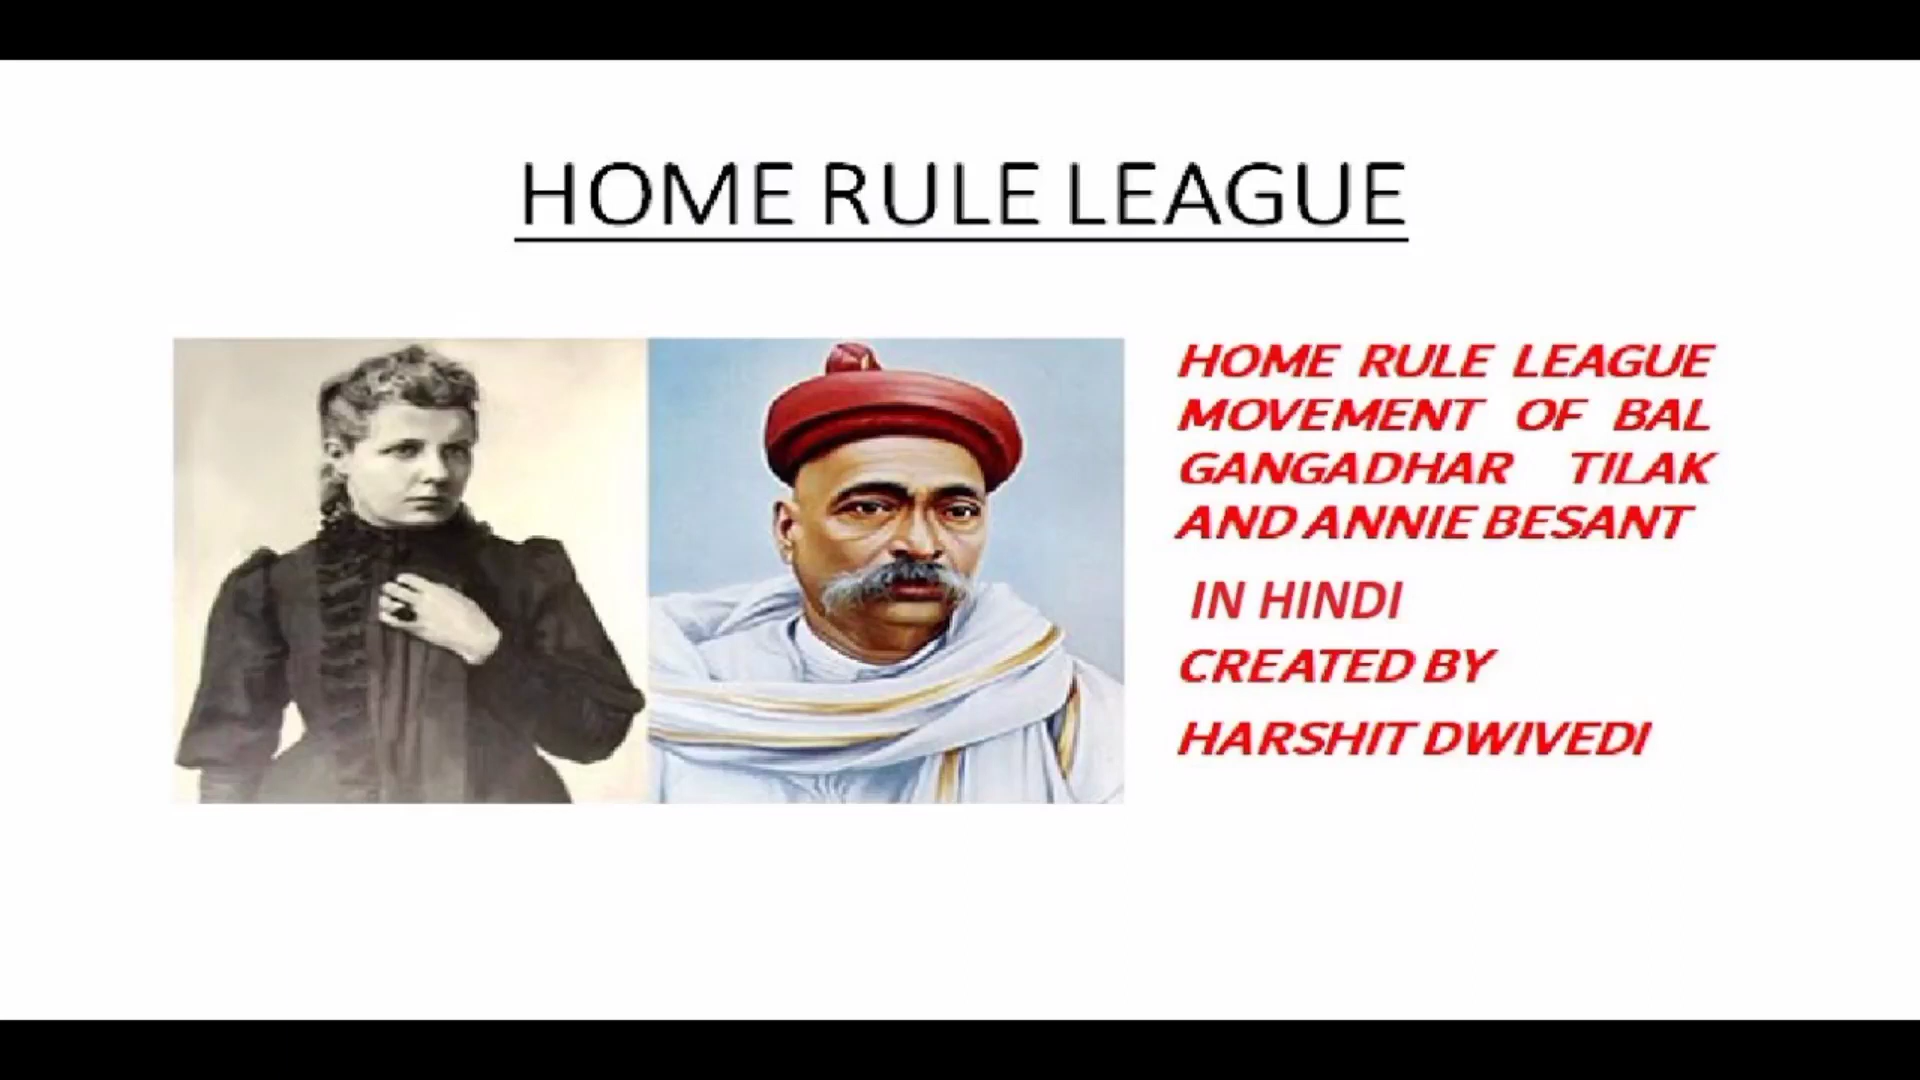 HOME RULE LEAGUE
HOME RULE LEAGUE
MOVEMENT OF BAL
GANGADHAR TILAK
AND ANNIE BESANT
IN HINDI
CREATED BY
HARSHIT DWIVEDI